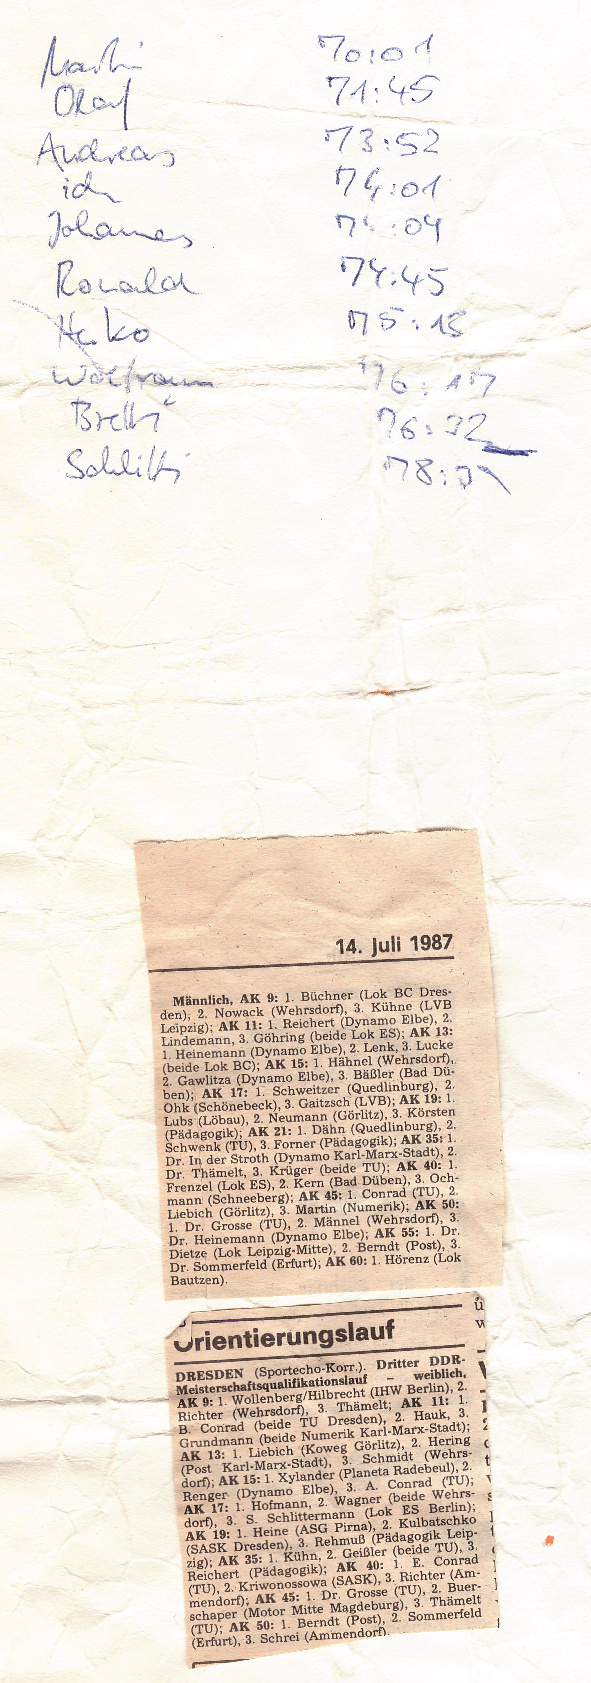 Martin 70:01
Olaf 71:45
Andreas 73:52
ich 74:01
Johannes 74:04
Ronald 74:45
Heiko 75:18
Wolfram 76:17
Bretti 76:32
Schlitti 78:
14. Juli 1987
Männlich, AK 9: 1. Büchner (Lok BC Dres-
den), 2. Nowack (Wehrsdorf), 3. Kühne (LVB
Leipzig); AK 11: 1. Reichert (Dynamo Elbe), 2.
Lindemann, 3. Göhring (beide Lok ES); AK 13:
1. Heinemann (Dynamo Elbe), 2. Lenk, 3. Lucke
(beide Lok BC); AK 15: 1. Hähnel (Wehrsdorf),
2. Gawlitza (Dynamo Elbe), 3. Bäßler (Bad Dü-
ben); AK 17: 1. Schweitzer (Quedlinburg), 2.
Ohk (Schönebeck), 3. Gaitzsch (LVB); AK 19: 1.
Lubs (Löbau), 2. Neumann (Görlitz), 3. Körsten
(Pädagogik); AK 21: 1. Dähn (Quedlinburg), 2.
Schwenk (TU), 3. Forner (Pädagogik); AK 35: 1.
Dr. In der Stroth (Dynamo Karl-Marx-Stadt), 2.
Dr. Thämelt, 3. Krüger (beide TU); AK 40: 1.
Frenzel (Lok ES), 2. Kern (Bad Düben), 3. Och-
mann (Schneeberg); AK 45: 1. Conrad (TU), 2.
Liebich (Görlitz), 3. Martin (Numerik); AK 50:
1. Dr. Grosse (TU), 2. Männel (Wehrsdorf), 3.
Dr. Heinemann (Dynamo Elbe); AK 55: 1. Dr.
Dietze (Lok Leipzig-Mitte), 2. Berndt (Post), 3.
Dr. Sommerfeld (Erfurt); AK 60: 1. Hörenz (Lok
Bautzen).
Orientierungslauf
DRESDEN (Sportecho-Korr.). Dritter DDR-
Meisterschaftsqualifikationslauf – weiblich,
AK 9: 1. Wollenberg/Hilbrecht (IHW Berlin), 2.
Richter (Wehrsdorf), 3. Thämelt; AK 11: 1.
B. Conrad (beide TU Dresden), 2. Hauk, 3.
Grundmann (beide Numerik Karl-Marx-Stadt);
AK 13: 1. Liebich (Koweg Görlitz), 2. Hering
(Post Karl-Marx-Stadt), 3. Schmidt (Wehrs-
dorf); AK 15: 1. Xylander (Planeta Radebeul), 2.
Renger (Dynamo Elbe), 3. A. Conrad (TU);
AK 17: 1. Hofmann, 2. Wagner (beide Wehrs-
dorf), 3. S. Schlittermann (Lok ES Berlin);
AK 19: 1. Heine (ASG Pirna), 2. Kulbatschko
(SASK Dresden), 3. Rehmuß (Pädagogik Leip-
zig); AK 35: 1. Kühn, 2. Geißler (beide TU), 3.
Reichert (Pädagogik); AK 40: 1. E. Conrad
(TU), 2. Kriwonossowa (SASK), 3. Richter (Am-
mendorf); AK 45: 1. Dr. Grosse (TU), 2. Buer-
schaper (Motor Mitte Magdeburg), 3. Thämelt
(TU); AK 50: 1. Berndt (Post), 2. Sommerfeld
(Erfurt), 3. Schrei (Ammendorf).